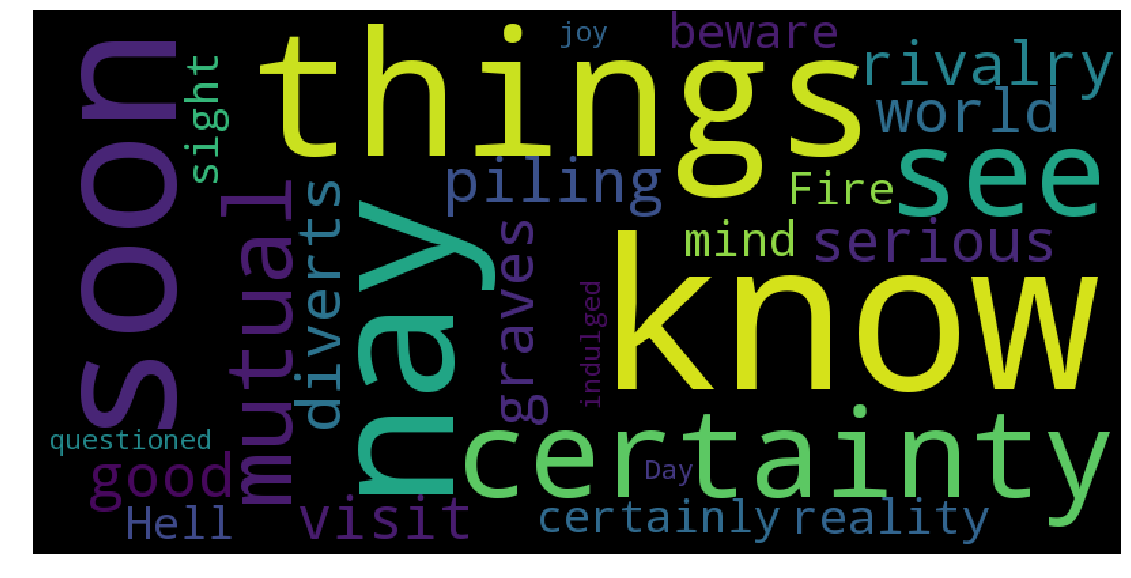 joy
beware
things
rivalry
soon
sight
world
see
piling
Fire
nay
mutual
diverts
mind
serious
graves
know
indulged
certainty
questioned
good
Day
Hell
visit
certainly
reality